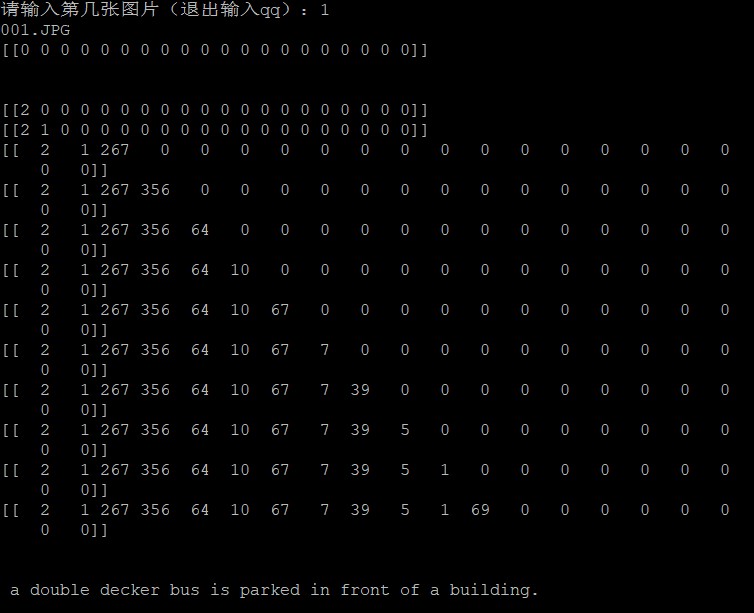 请输入第几张图片（退出输入qq）：1
001.JPG
[[0 0 0 0 0 0 0 0 0 0 0 0 0 0 0 0 0 0 0 0]]
[[2 0 0 0 0 0 0 0 0 0 0 0 0 0 0 0 0 0 0 0]]
[[2 1 0 0 0 0 0 0 0 0 0 0 0 0 0 0 0 0 0 0]]
[[  2   1 267   0   0   0   0   0   0   0   0   0   0   0   0   0   0   0
    0   0]]
[[  2   1 267 356   0   0   0   0   0   0   0   0   0   0   0   0   0   0
    0   0]]
[[  2   1 267 356  64   0   0   0   0   0   0   0   0   0   0   0   0   0
    0   0]]
[[  2   1 267 356  64  10   0   0   0   0   0   0   0   0   0   0   0   0
    0   0]]
[[  2   1 267 356  64  10  67   0   0   0   0   0   0   0   0   0   0   0
    0   0]]
[[  2   1 267 356  64  10  67   7   0   0   0   0   0   0   0   0   0   0
    0   0]]
[[  2   1 267 356  64  10  67   7  39   0   0   0   0   0   0   0   0   0
    0   0]]
[[  2   1 267 356  64  10  67   7  39   5   0   0   0   0   0   0   0   0
    0   0]]
[[  2   1 267 356  64  10  67   7  39   5   1   0   0   0   0   0   0   0
    0   0]]
[[  2   1 267 356  64  10  67   7  39   5   1  69   0   0   0   0   0   0
    0   0]]
a double decker bus is parked in front of a building.